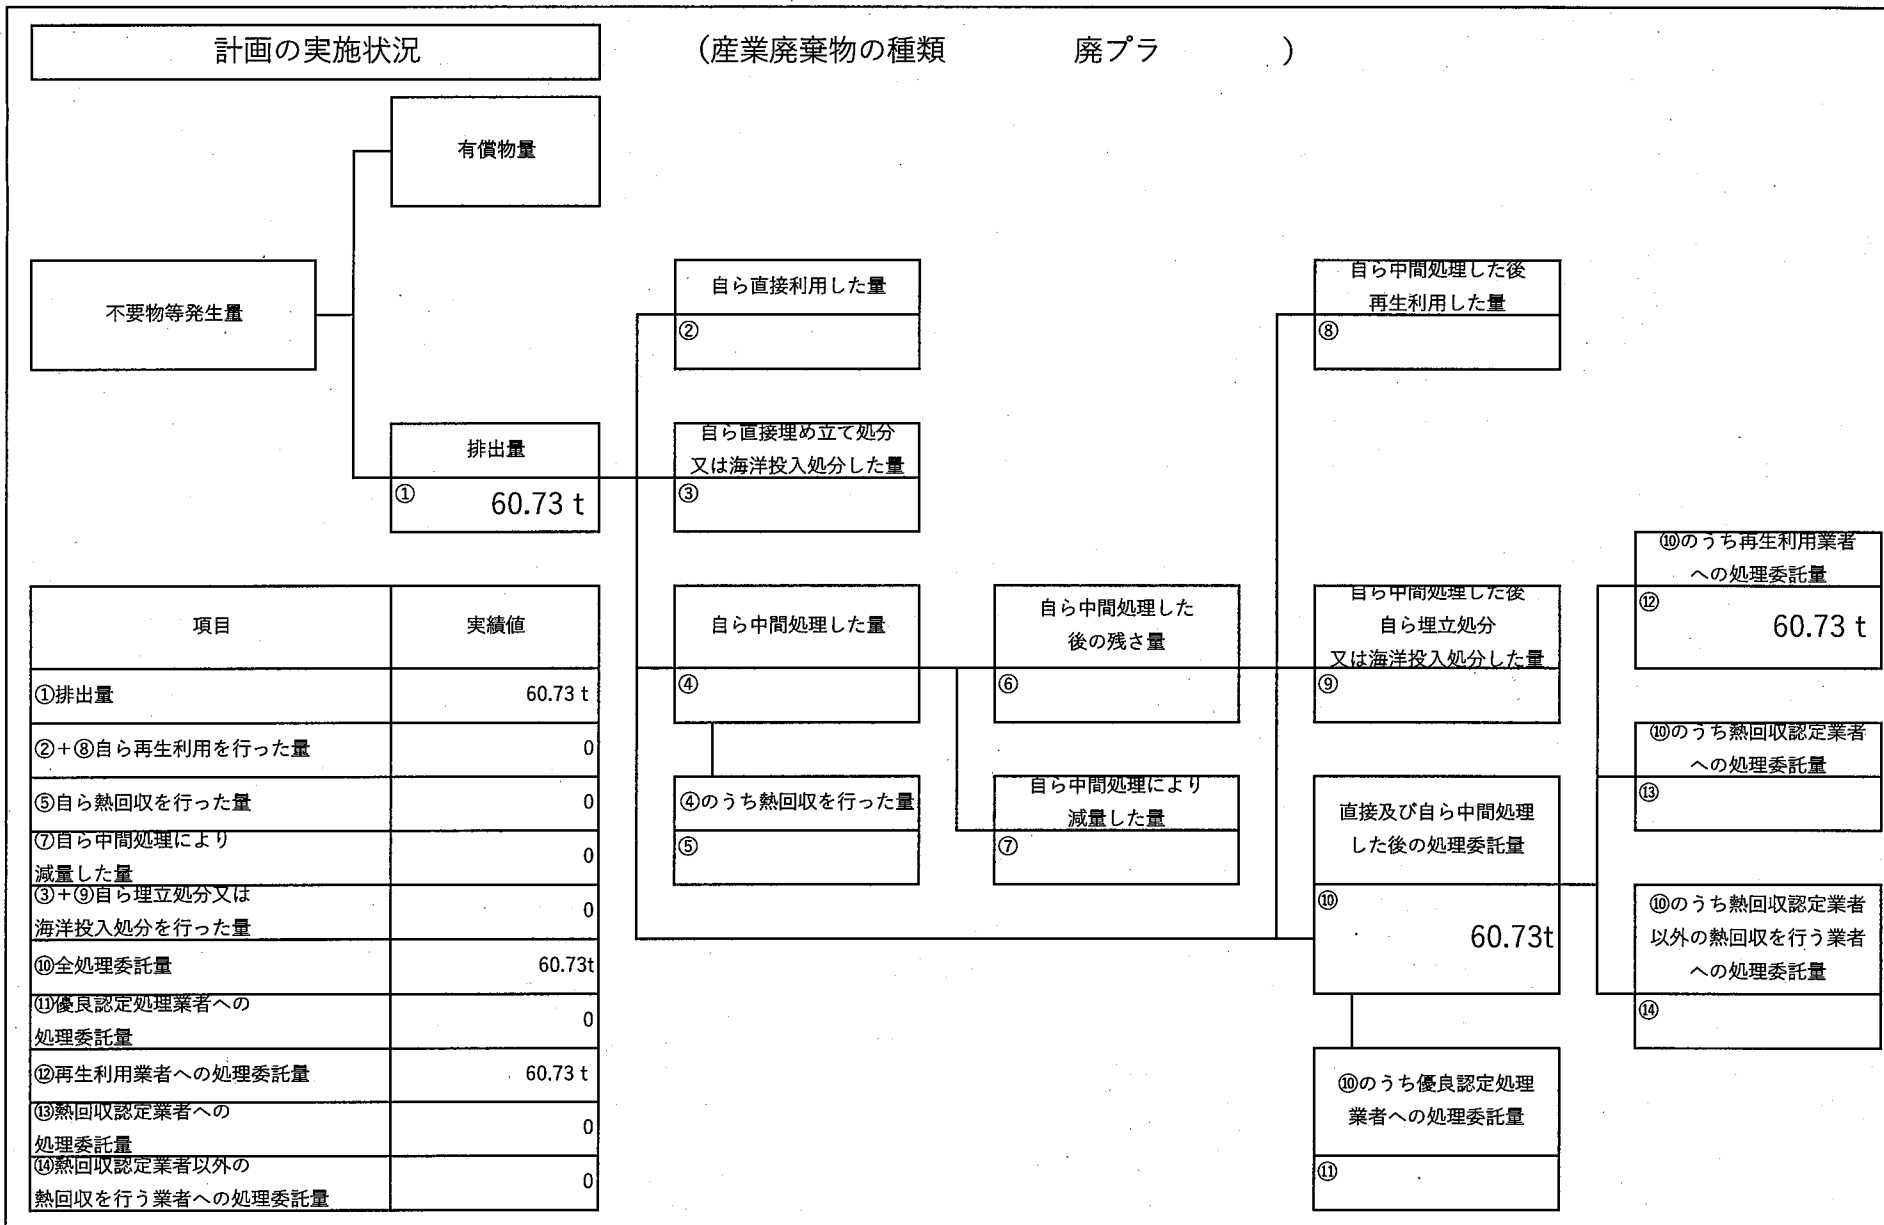 計画の実施状況
（産業廃棄物の種類 廃プラ ）
有償物量
不要物等発生量
自ら直接利用した量
②
自ら中間処理した後
再生利用した量
⑧
排出量
① 60.73 t
自ら直接埋め立て処分
又は海洋投入処分した量
③
⑩のうち再生利用業者
への処理委託量
⑫
60.73 t
自ら中間処理した量
④
自ら中間処理した
後の残さ量
⑥
自ら中間処理した後
自ら埋立処分
又は海洋投入処分した量
⑨
⑩のうち熱回収認定業者
への処理委託量
⑬
④のうち熱回収を行った量
⑤
自ら中間処理により
減量した量
⑦
直接及び自ら中間処理
した後の処理委託量
⑩
60.73t
⑩のうち熱回収認定業者
以外の熱回収を行う業者
への処理委託量
⑭
⑩のうち優良認定処理
業者への処理委託量
⑪
項目 実績値
①排出量 60.73 t
②+⑧自ら再生利用を行った量 0
⑤自ら熱回収を行った量 0
⑦自ら中間処理により
減量した量 0
③+⑨自ら埋立処分又は
海洋投入処分を行った量 0
⑩全処理委託量 60.73t
⑪優良認定処理業者への
処理委託量 0
⑫再生利用業者への処理委託量 60.73 t
⑬熱回収認定業者への
処理委託量 0
⑭熱回収認定業者以外の
熱回収を行う業者への処理委託量 0